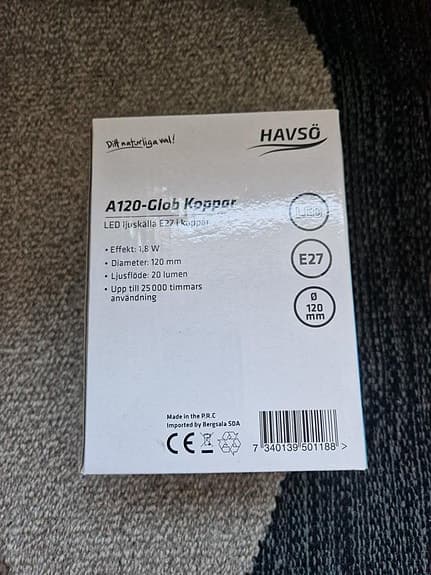 Ditt naturliga val!
HAVSÖ
A120-Glob Koppar
LED ljuskälla E27 i koppar
LED
• Effekt: 1,8 W
• Diameter: 120 mm
• Ljusflöde: 20 lumen
• Upp till 25 000 timmars
användning
E27
Ø
120
mm
Made in the P.R.C
Imported by Bergsala SDA
CE
7 340139 501188 >